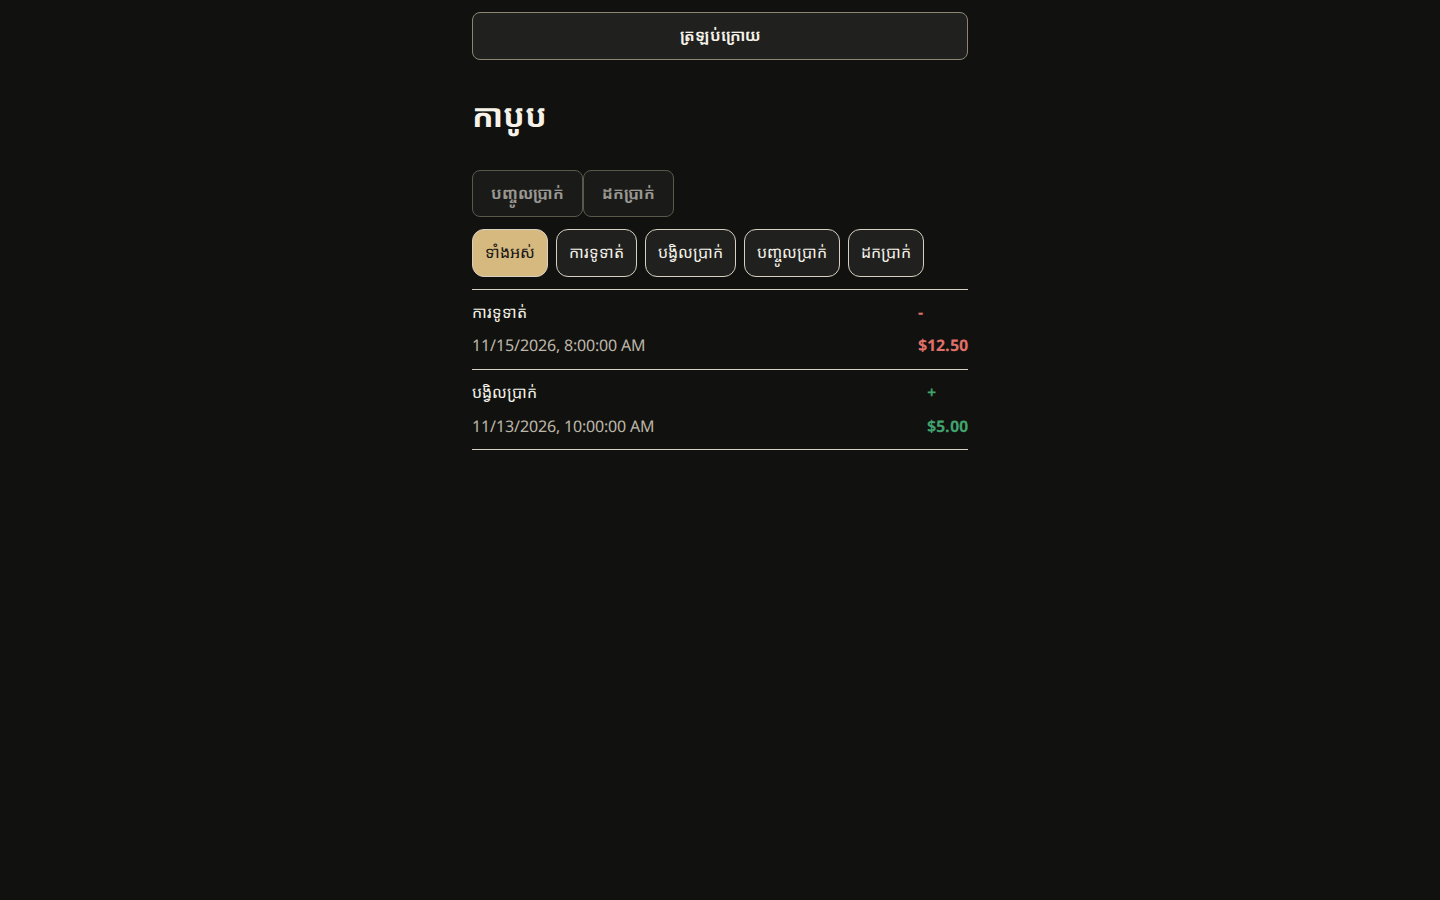 ត្រឡប់ក្រោយ
កាបូប
បញ្ចូលប្រាក់ ដកប្រាក់
ទាំងអស់ ការទូទាត់ បង្វិលប្រាក់ បញ្ចូលប្រាក់ ដកប្រាក់
ការទូទាត់ -
11/15/2026, 8:00:00 AM $12.50
បង្វិលប្រាក់ +
11/13/2026, 10:00:00 AM $5.00